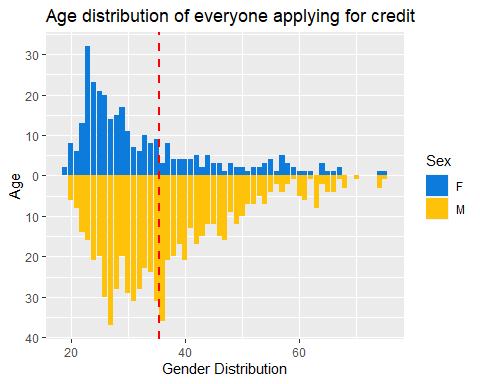 Age distribution of everyone applying for credit
30
20
10
0
10
20
30
40
Age
20
40
60
Gender Distribution
Sex
F
M